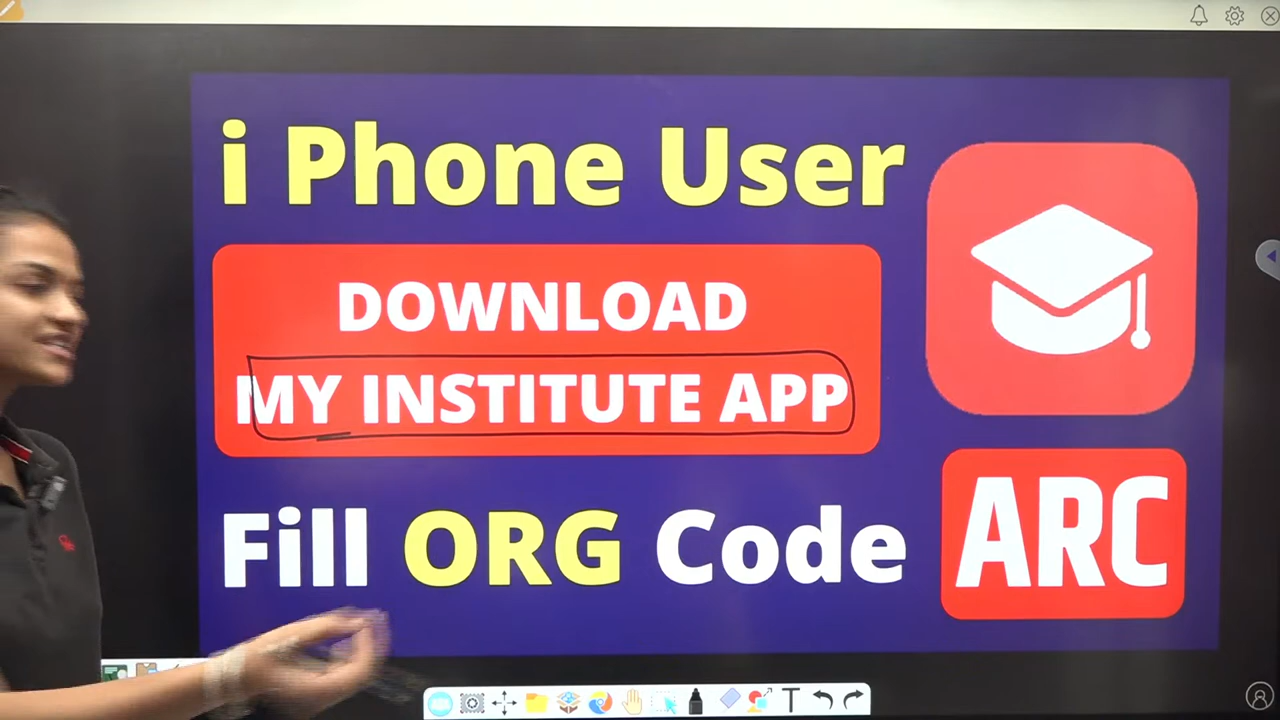 i Phone User
DOWNLOAD
MY INSTITUTE APP
Fill ORG Code
ARC